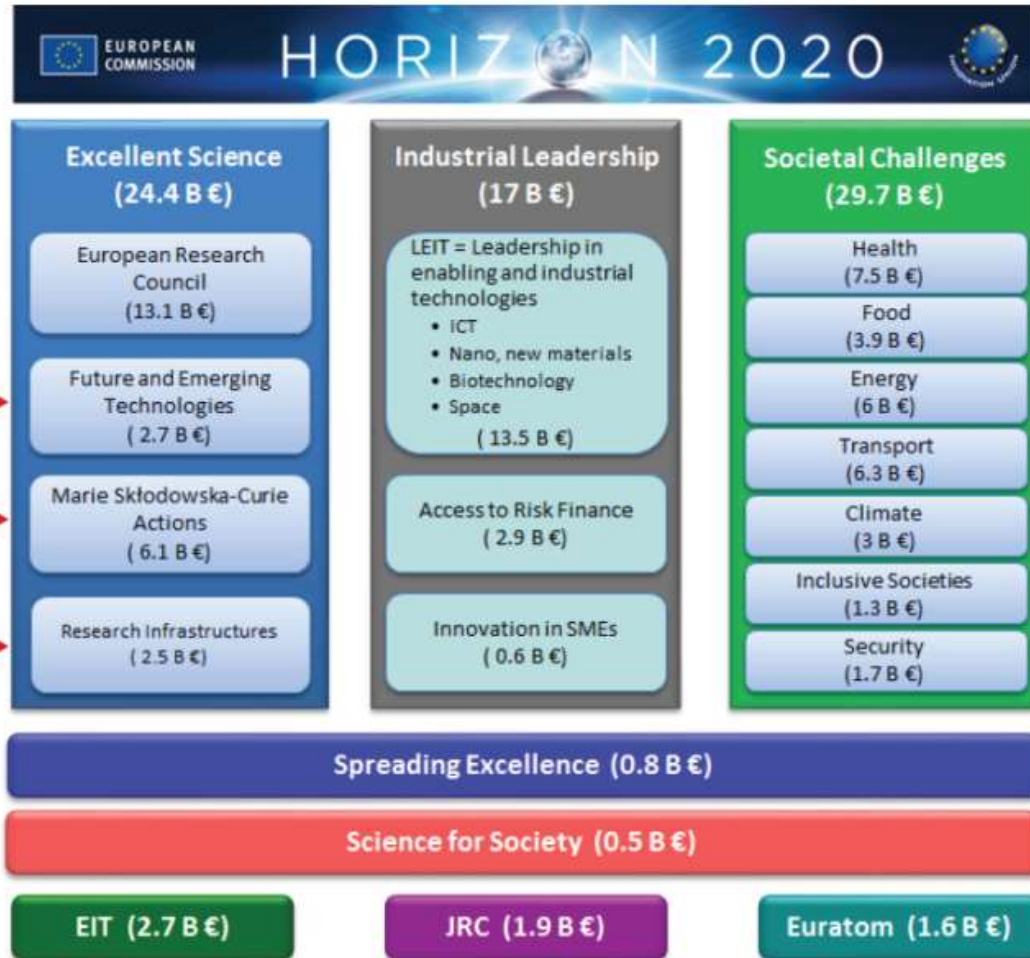 EUROPEAN
COMMISSION
HORIZON 2020
INNOVATION UNION
Excellent Science
(24.4 B €)
European Research
Council
(13.1 B €)
Future and Emerging
Technologies
( 2.7 B €)
Marie Skłodowska-Curie
Actions
( 6.1 B €)
Research Infrastructures
( 2.5 B €)
Industrial Leadership
(17 B €)
LEIT = Leadership in
enabling and industrial
technologies
• ICT
• Nano, new materials
• Biotechnology
• Space
( 13.5 B €)
Access to Risk Finance
( 2.9 B €)
Innovation in SMEs
( 0.6 B €)
Societal Challenges
(29.7 B €)
Health
(7.5 B €)
Food
(3.9 B €)
Energy
(6 B €)
Transport
(6.3 B €)
Climate
(3 B €)
Inclusive Societies
(1.3 B €)
Security
(1.7 B €)
Spreading Excellence (0.8 B €)
Science for Society (0.5 B €)
EIT (2.7 B €)
JRC (1.9 B €)
Euratom (1.6 B €)